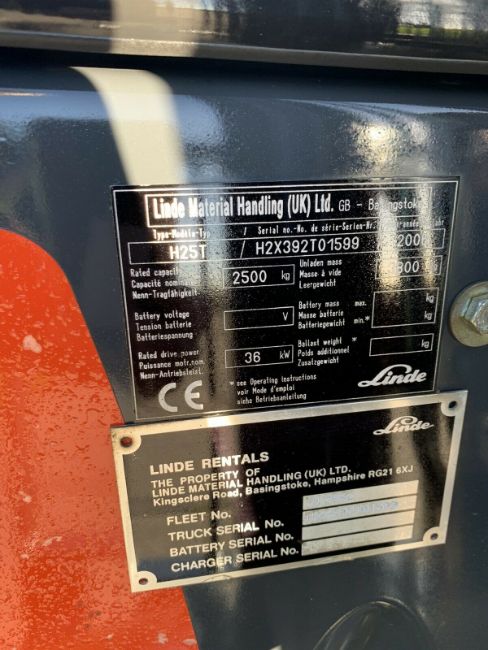 Linde Material Handling (UK) Ltd. GB - Basingstoke
Type-Modèle-Typ / Serial no.-No. de série-Serien-Nr.
H25T / H2X392T01599
Rated capacity
Capacité nominale
Nenn-Tragfähigkeit
2500 kg
Unladen mass
Masse à vide
Leergewicht
Battery voltage
Tension batterie
Batteriespannung
V
Battery mass max.
Masse batterie
Batteriegewicht min.*
kg
kg
Rated drive power
Puissance motr.nom.
Nenn-Antriebsleist.
36 kW
Ballast weight *
Poids additionnel
Zusatzgewicht
kg
CE
*see Operating instructions
voir Mode d'emploi
siehe Betriebsanleitung
Linde
Linde
LINDE RENTALS
THE PROPERTY OF
LINDE MATERIAL HANDLING (UK) LTD.
Kingsclere Road, Basingstoke, Hampshire RG21 6XJ
FLEET No.
TRUCK SERIAL No.
BATTERY SERIAL No.
CHARGER SERIAL No.